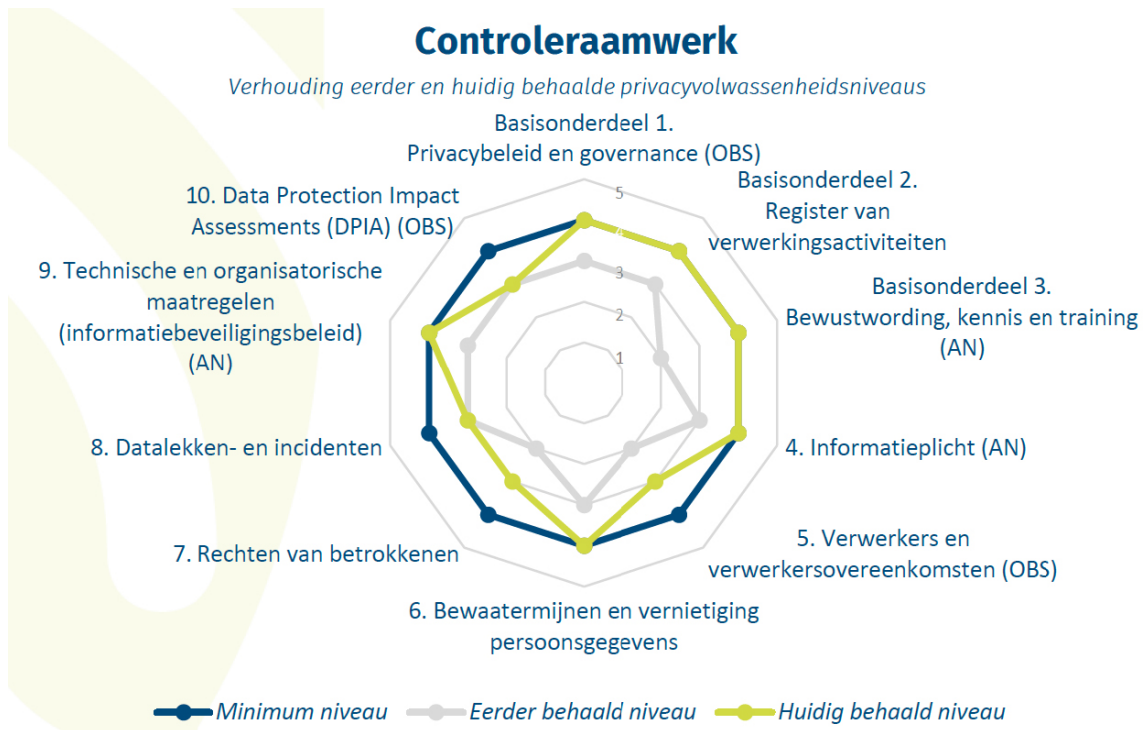 Controleraamwerk
Verhouding eerder en huidig behaalde privacyvolwassenheidsniveaus
Basisonderdeel 1.
Privacybeleid en governance (OBS)
Basisonderdeel 2.
Register van
verwerkingsactiviteiten
Basisonderdeel 3.
Bewustwording, kennis en training
(AN)
4. Informatieplicht (AN)
5. Verwerkers en
verwerkersovereenkomsten (OBS)
6. Bewaatermijnen en vernietiging
persoonsgegevens
7. Rechten van betrokkenen
8. Datalekken- en incidenten
9. Technische en organisatorische
maatregelen
(informatiebeveiligingsbeleid)
(AN)
10. Data Protection Impact
Assessments (DPIA) (OBS)
5
4
3
2
1
Minimum niveau
Eerder behaald niveau
Huidig behaald niveau